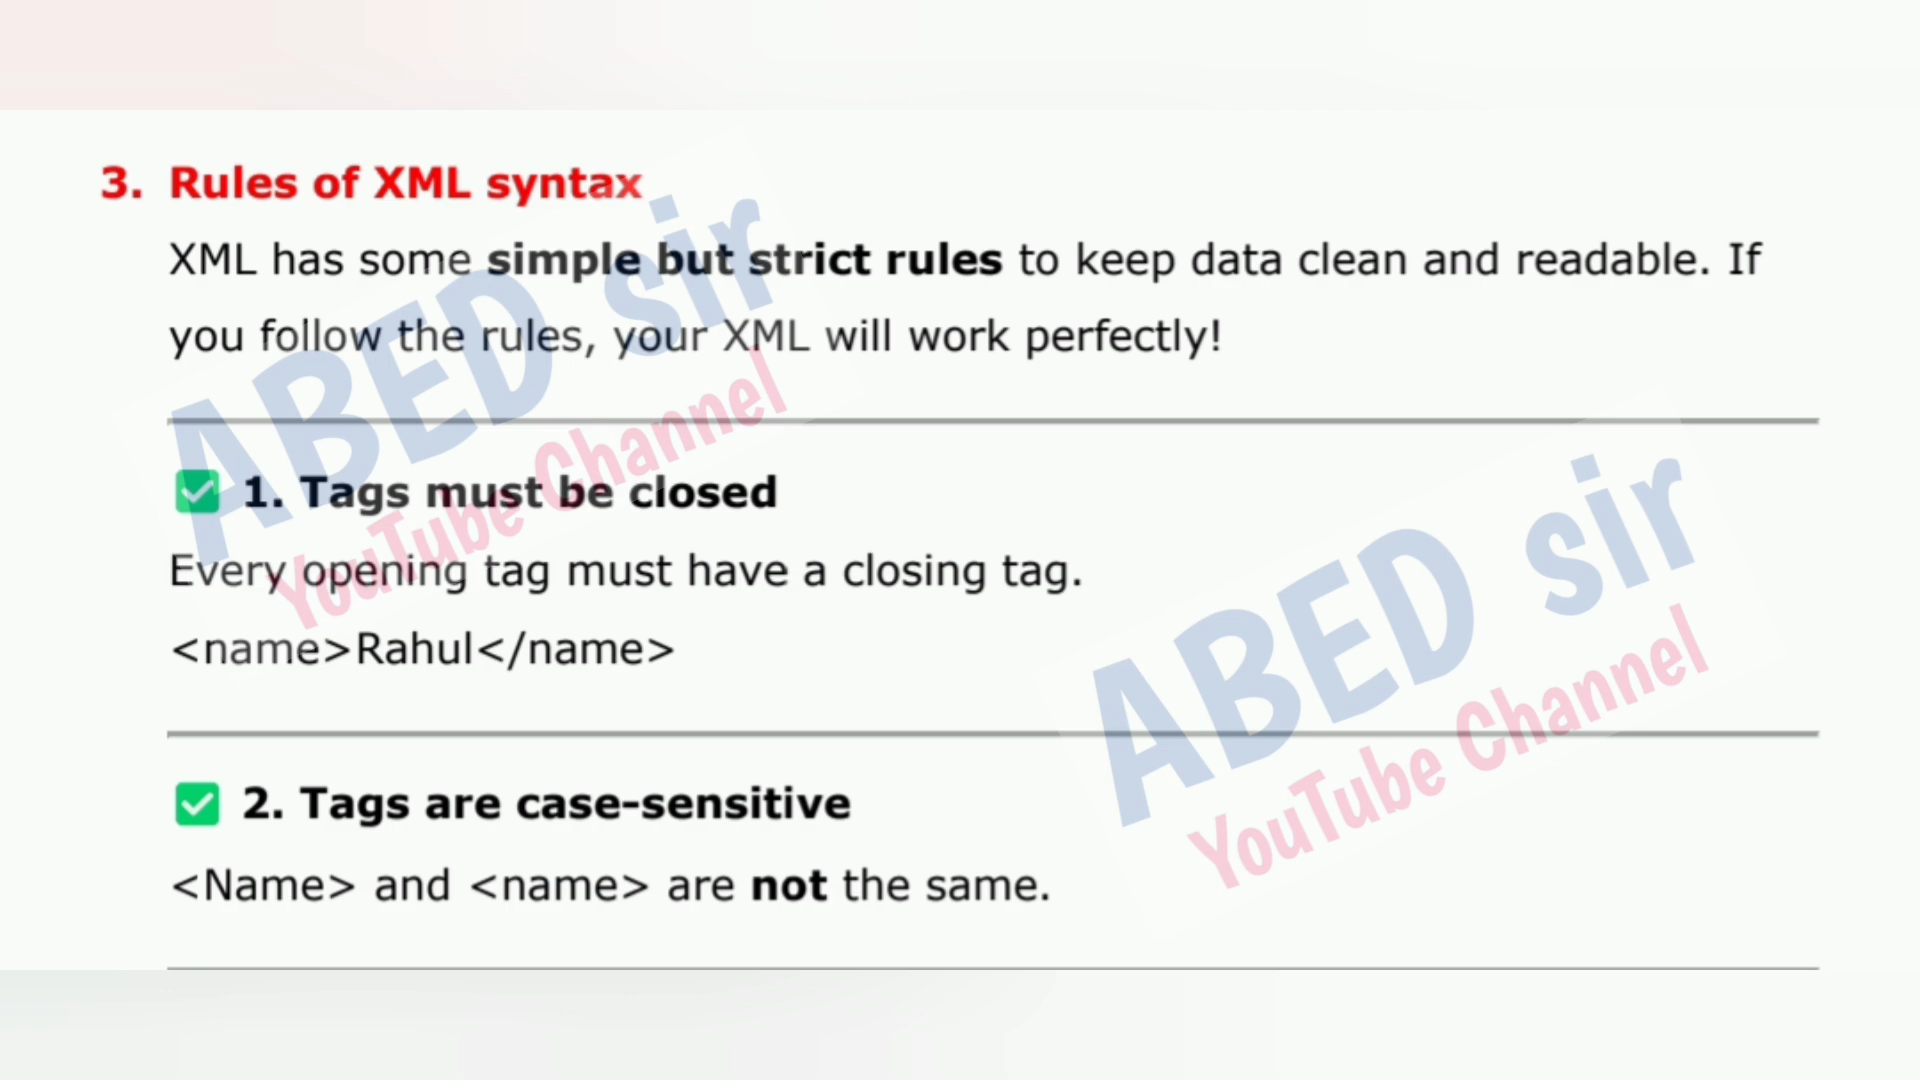 3. Rules of XML syntax
XML has some simple but strict rules to keep data clean and readable. If
you follow the rules, your XML will work perfectly!
✅ 1. Tags must be closed
Every opening tag must have a closing tag.
<name>Rahul</name>
✅ 2. Tags are case-sensitive
<Name> and <name> are not the same.
ABED sir
YouTube Channel
ABED sir
YouTube Channel